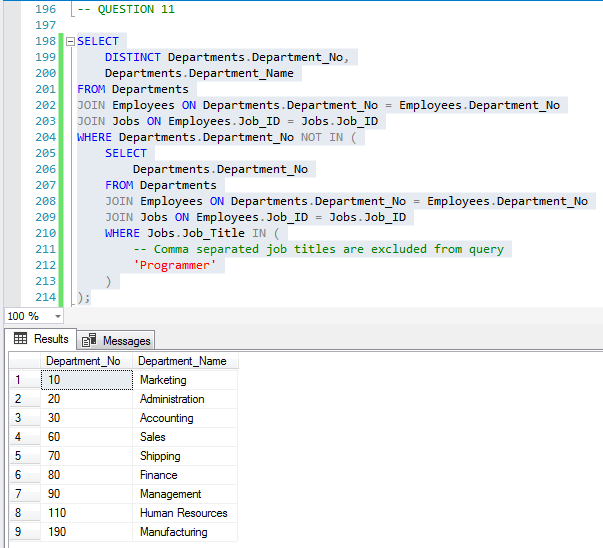 196 -- QUESTION 11
197
198 SELECT
199 DISTINCT Departments.Department_No,
200 Departments.Department_Name
201 FROM Departments
202 JOIN Employees ON Departments.Department_No = Employees.Department_No
203 JOIN Jobs ON Employees.Job_ID = Jobs.Job_ID
204 WHERE Departments.Department_No NOT IN (
205 SELECT
206 Departments.Department_No
207 FROM Departments
208 JOIN Employees ON Departments.Department_No = Employees.Department_No
209 JOIN Jobs ON Employees.Job_ID = Jobs.Job_ID
210 WHERE Jobs.Job_Title IN (
211 -- Comma separated job titles are excluded from query
212 'Programmer'
213 )
214 );
100 %
Results Messages
Department_No Department_Name
1 10 Marketing
2 20 Administration
3 30 Accounting
4 60 Sales
5 70 Shipping
6 80 Finance
7 90 Management
8 110 Human Resources
9 190 Manufacturing